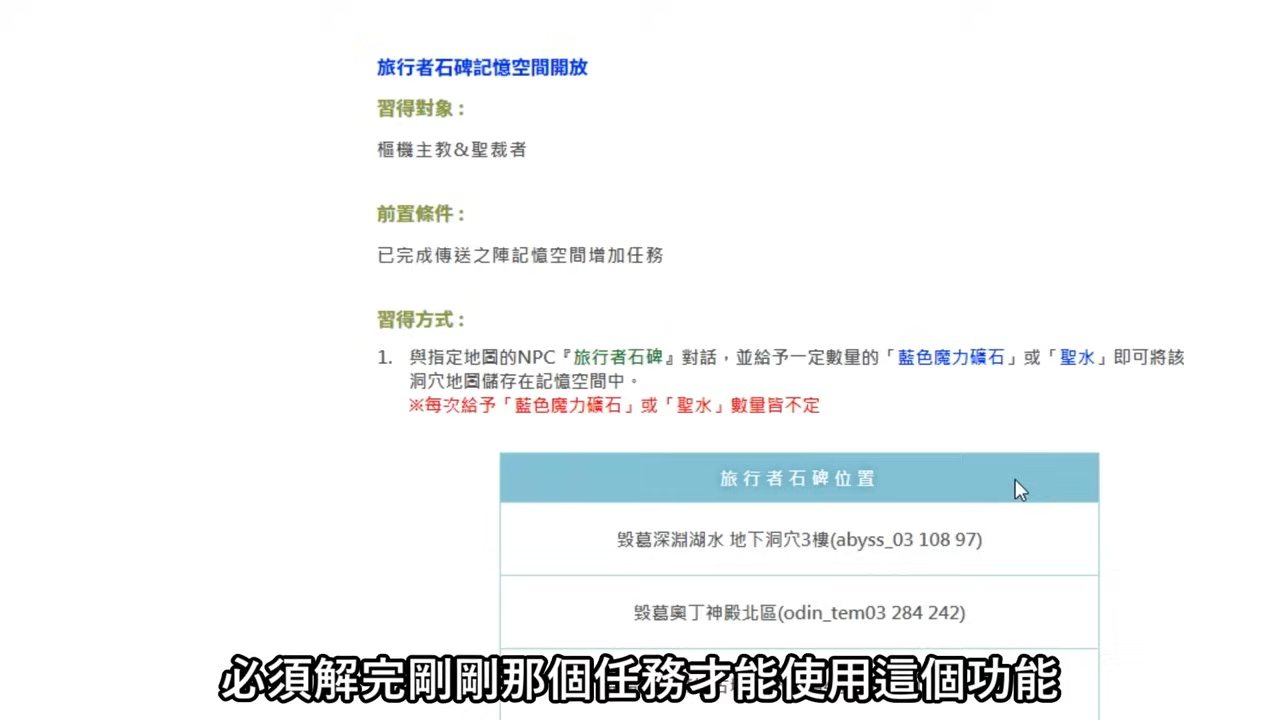 旅行者石碑記憶空間開放
習得對象：
樞機主教&聖裁者
前置條件：
已完成傳送之陣記憶空間增加任務
習得方式：
1. 與指定地圖的NPC『旅行者石碑』對話，並給予一定數量的「藍色魔力礦石」或「聖水」即可將該
洞穴地圖儲存在記憶空間中。
※每次給予「藍色魔力礦石」或「聖水」數量皆不定
旅行者石碑位置
毀葛深淵湖水 地下洞穴3樓(abyss_03 108 97)
毀葛奧丁神殿北區(odin_tem03 284 242)
必須解完剛剛那個任務才能使用這個功能